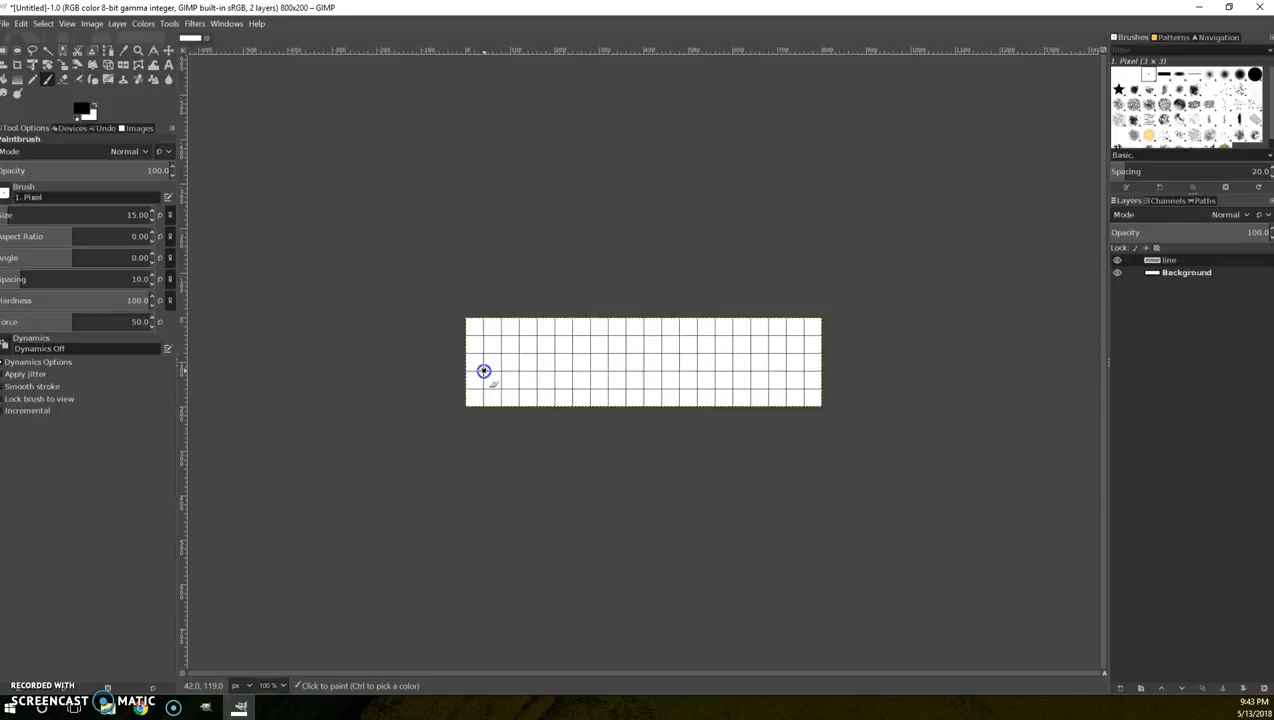 *[Untitled]-1.0 (RGB color 8-bit gamma integer, GIMP built-in sRGB, 2 layers) 800x200 – GIMP
File Edit Select View Image Layer Colors Tools Filters Windows Help
Brushes Patterns Navigation
filter
1. Pixel (3 × 3)
Tool Options Devices Undo Images
Paintbrush
Mode Normal
Opacity 100.0
Brush
1. Pixel
Size 15.00
Aspect Ratio 0.00
Angle 0.00
Spacing 10.0
Hardness 100.0
Force 50.0
Dynamics
Dynamics Off
Dynamics Options
Apply Jitter
Smooth stroke
Lock brush to view
Incremental
Basic,
Spacing 20.0
Layers Channels Paths
Mode Normal
Opacity 100.0
Lock:
line
Background
42.0, 119.0 px 100 % Click to paint (Ctrl to pick a color)
RECORDED WITH
SCREENCAST MATIC
9:43 PM
5/13/2018